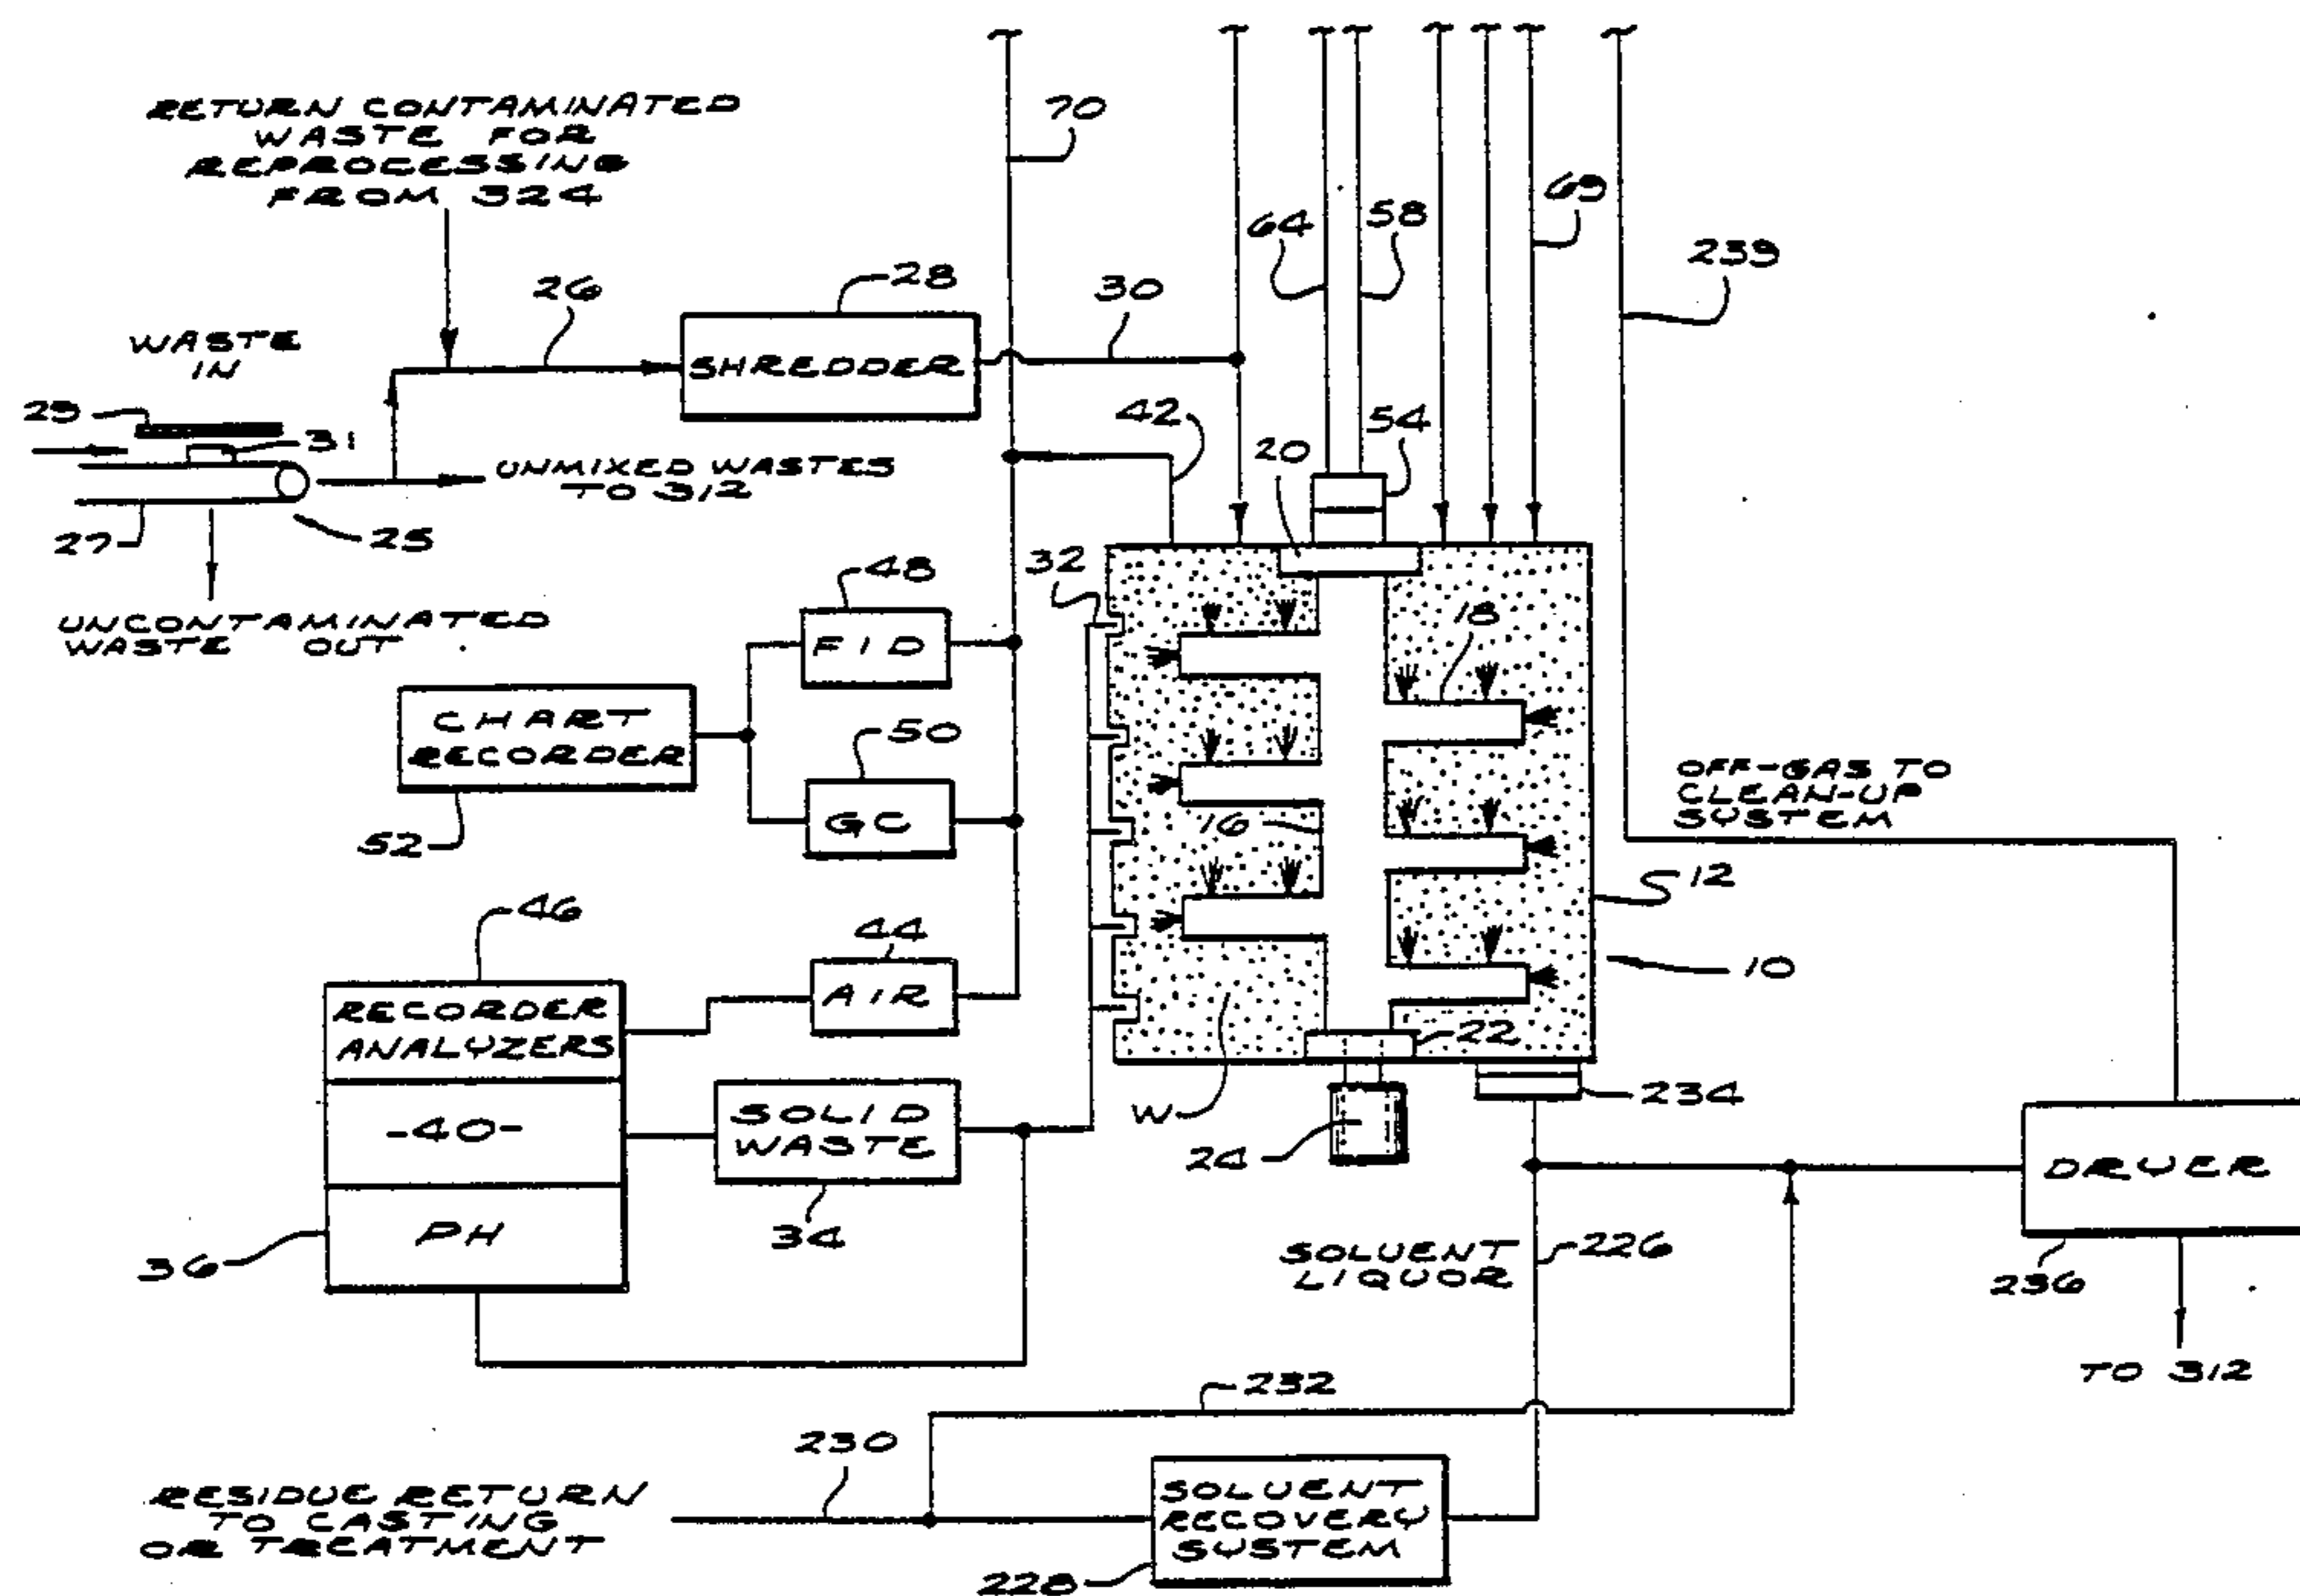 RETURN CONTAMINATED
WASTE FOR
REPROCESSING
FROM 324
70
69
64
58
239
28
26
30
SHREDDER
WASTE
IN
29
31
42
54
20
UNMIXED WASTES
TO 312
27
25
32
48
18
UNCONTAMINATED
WASTE OUT
FID
CHART
RECORDER
50
GC
52
16
OFF-GAS TO
CLEAN-UP
SYSTEM
12
46
44
10
AIR
RECORDER
ANALYZERS
22
-40-
SOLID
WASTE
W
24
234
DRYER
PH
34
36
SOLVENT
LIQUOR
226
236
232
TO 312
230
RESIDUE RETURN
TO CASTING
OR TREATMENT
SOLVENT
RECOVERY
SYSTEM
228